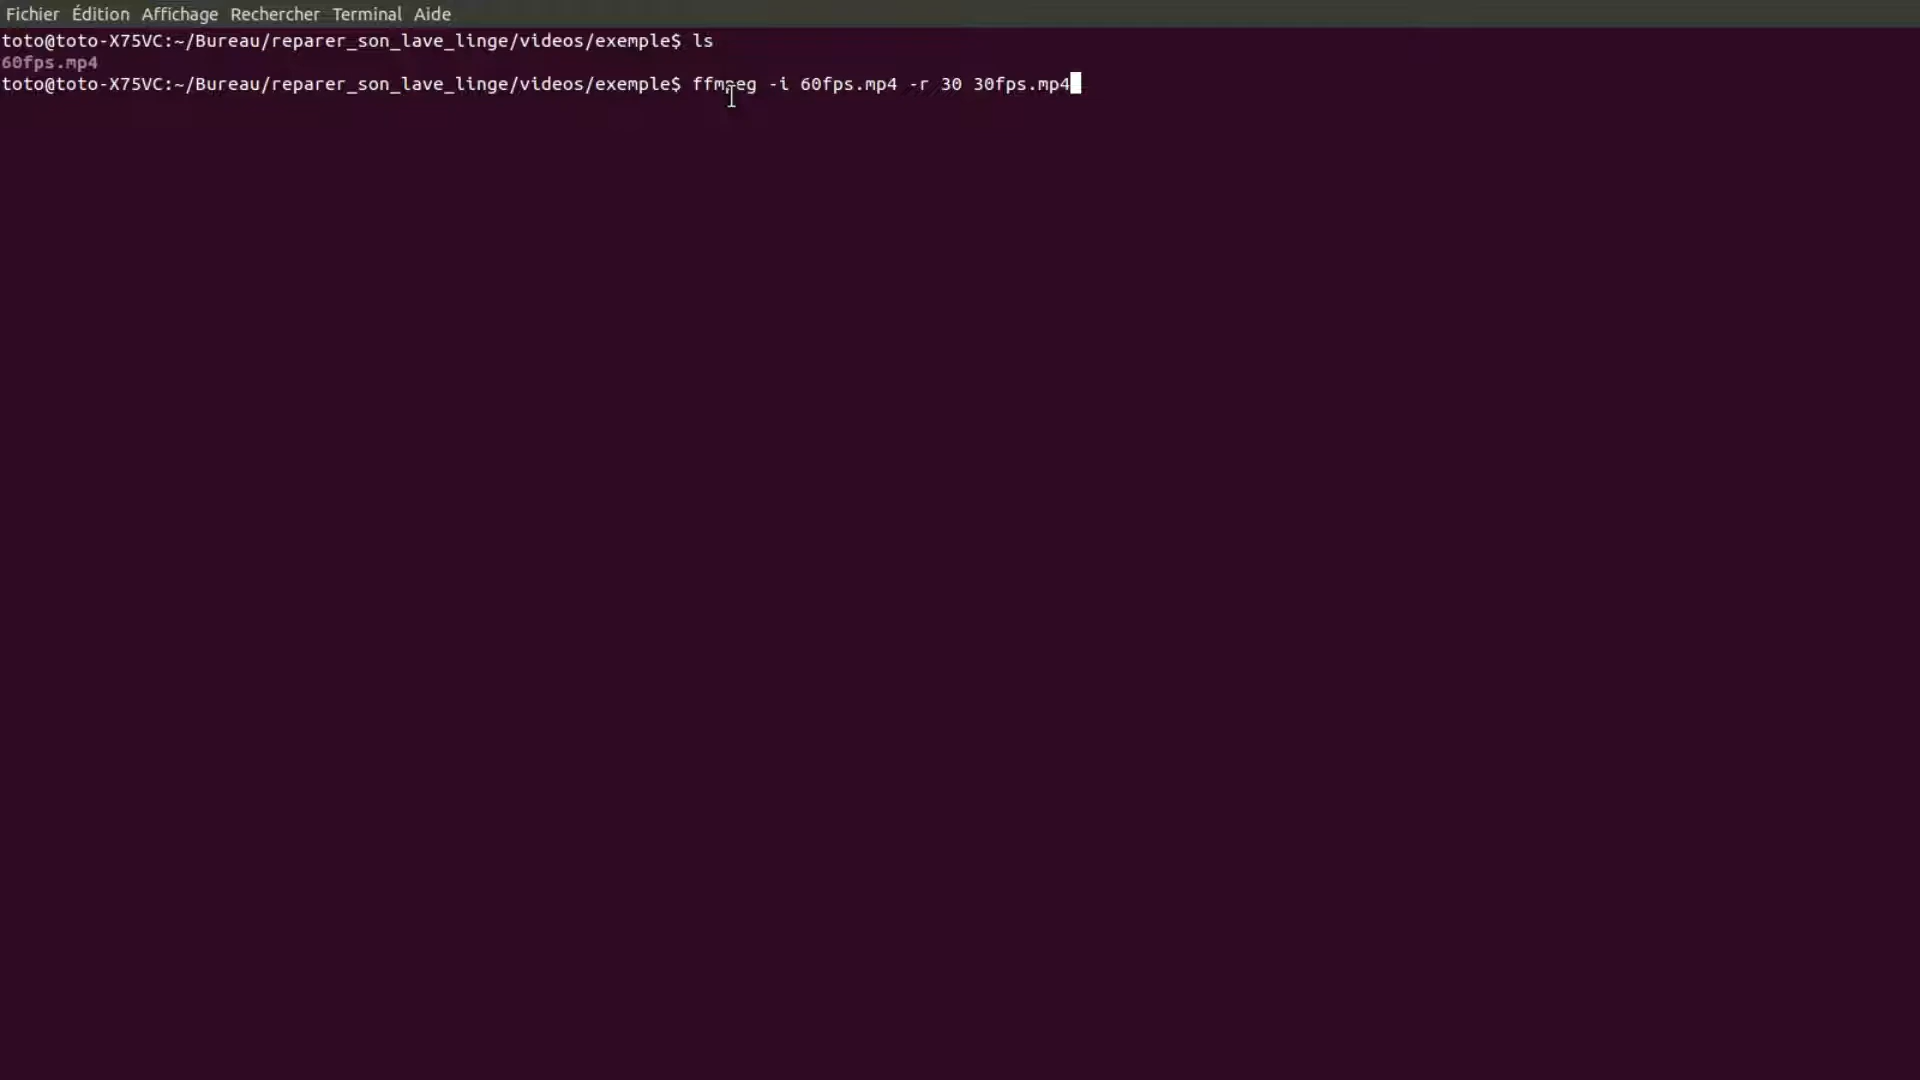 Fichier Édition Affichage Rechercher Terminal Aide
toto@toto-X75VC:~/Bureau/reparer_son_lave_linge/videos/exemple$ ls
60fps.mp4
toto@toto-X75VC:~/Bureau/reparer_son_lave_linge/videos/exemple$ ffmpeg -i 60fps.mp4 -r 30 30fps.mp4